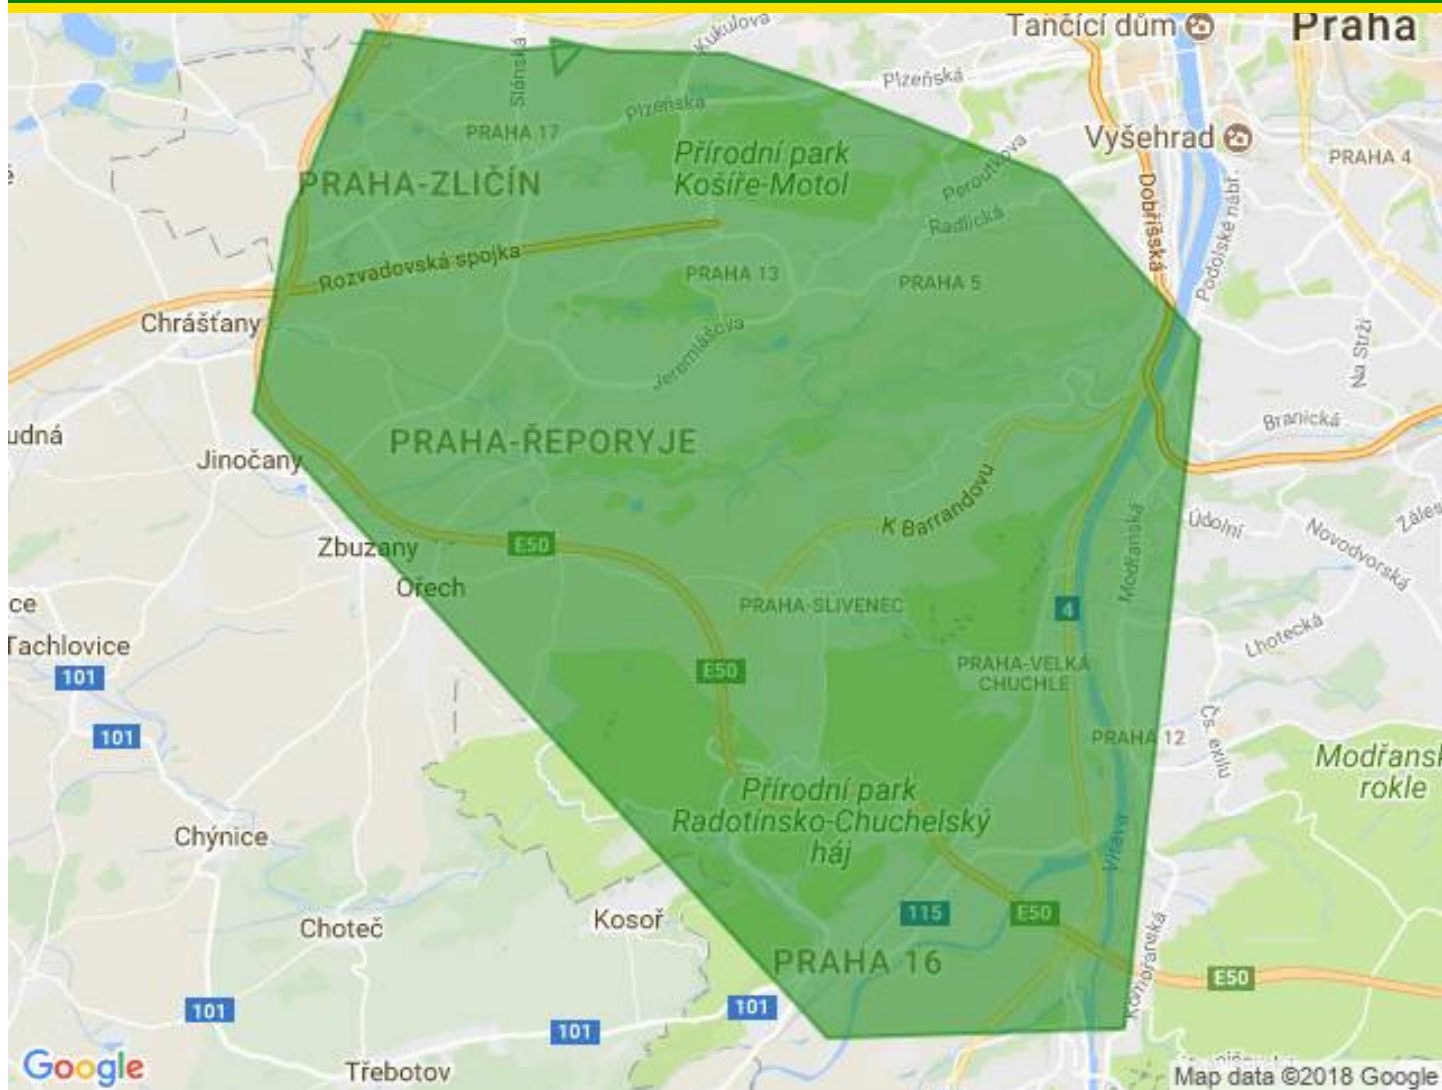 Tančící dům
Praha
Kukulova
Plzeňská
Slánská
Plzeňská
PRAHA 17
Vyšehrad
PRAHA 4
Přírodní park
Košíře-Motol
Peroutkova
PRAHA-ZLIČÍN
Dobříšská
Radlická
Podolské nábř.
Rozvadovská spojka
PRAHA 13
PRAHA 5
Chrášťany
Jeremiášova
Na Strži
udná
PRAHA-ŘEPORYJE
Branická
Jinočany
K Barrandovu
Údolní
Záles
Zbuzany
E50
Modřanská
Novodvorská
Ořech
ce
PRAHA-SLIVENEC
4
Lhotecká
Tachlovice
101
E50
PRAHA-VELKÁ
CHUCHLE
101
Čs. exilu
PRAHA 12
Modřansk
rokle
Přírodní park
Radotínsko-Chuchelský
háj
Chýnice
Vltava
Choteč
Kosoř
115
E50
PRAHA 16
Komořanská
E50
101
101
101
Google
Třebotov
Map data ©2018 Google